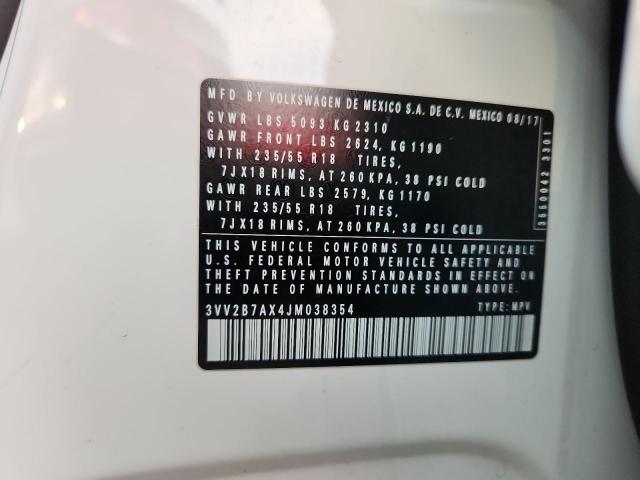 MFD BY VOLKSWAGEN DE MEXICO S.A. DE C.V. MEXICO 08/17
GVWR LBS 5093 KG 2310
GAWR FRONT LBS 2624, KG 1190
WITH 235/55 R18 TIRES,
7JX18 RIMS, AT 260 KPA, 38 PSI COLD
GAWR REAR LBS 2579, KG 1170
WITH 235/55 R18 TIRES,
7JX18 RIMS, AT 260 KPA, 38 PSI COLD
THIS VEHICLE CONFORMS TO ALL APPLICABLE
U.S. FEDERAL MOTOR VEHICLE SAFETY AND
THEFT PREVENTION STANDARDS IN EFFECT ON
THE DATE OF MANUFACTURE SHOWN ABOVE.
3VV2B7AX4JM038354 TYPE: MPV
3550042 3301